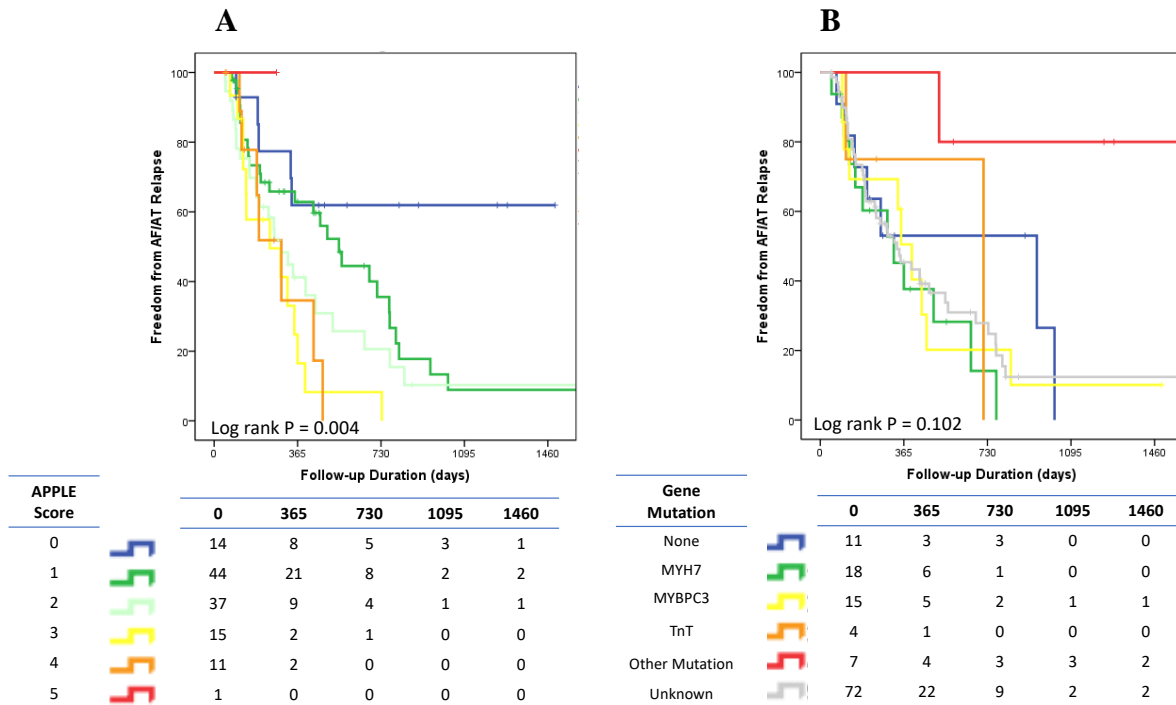 A
B
Freedom from AF/AT Relapse
100
80
60
40
20
0
Log rank P = 0.004
0 365 730 1095 1460
Follow-up Duration (days)
Freedom from AF/AT Relapse
100
80
60
40
20
0
Log rank P = 0.102
0 365 730 1095 1460
Follow-up Duration (days)
APPLE
Score
0 365 730 1095 1460
0 14 8 5 3 1
1 44 21 8 2 2
2 37 9 4 1 1
3 15 2 1 0 0
4 11 2 0 0 0
5 1 0 0 0 0
Gene
Mutation
0 365 730 1095 1460
None 11 3 3 0 0
MYH7 18 6 1 0 0
MYBPC3 15 5 2 1 1
TnT 4 1 0 0 0
Other Mutation 7 4 3 3 2
Unknown 72 22 9 2 2